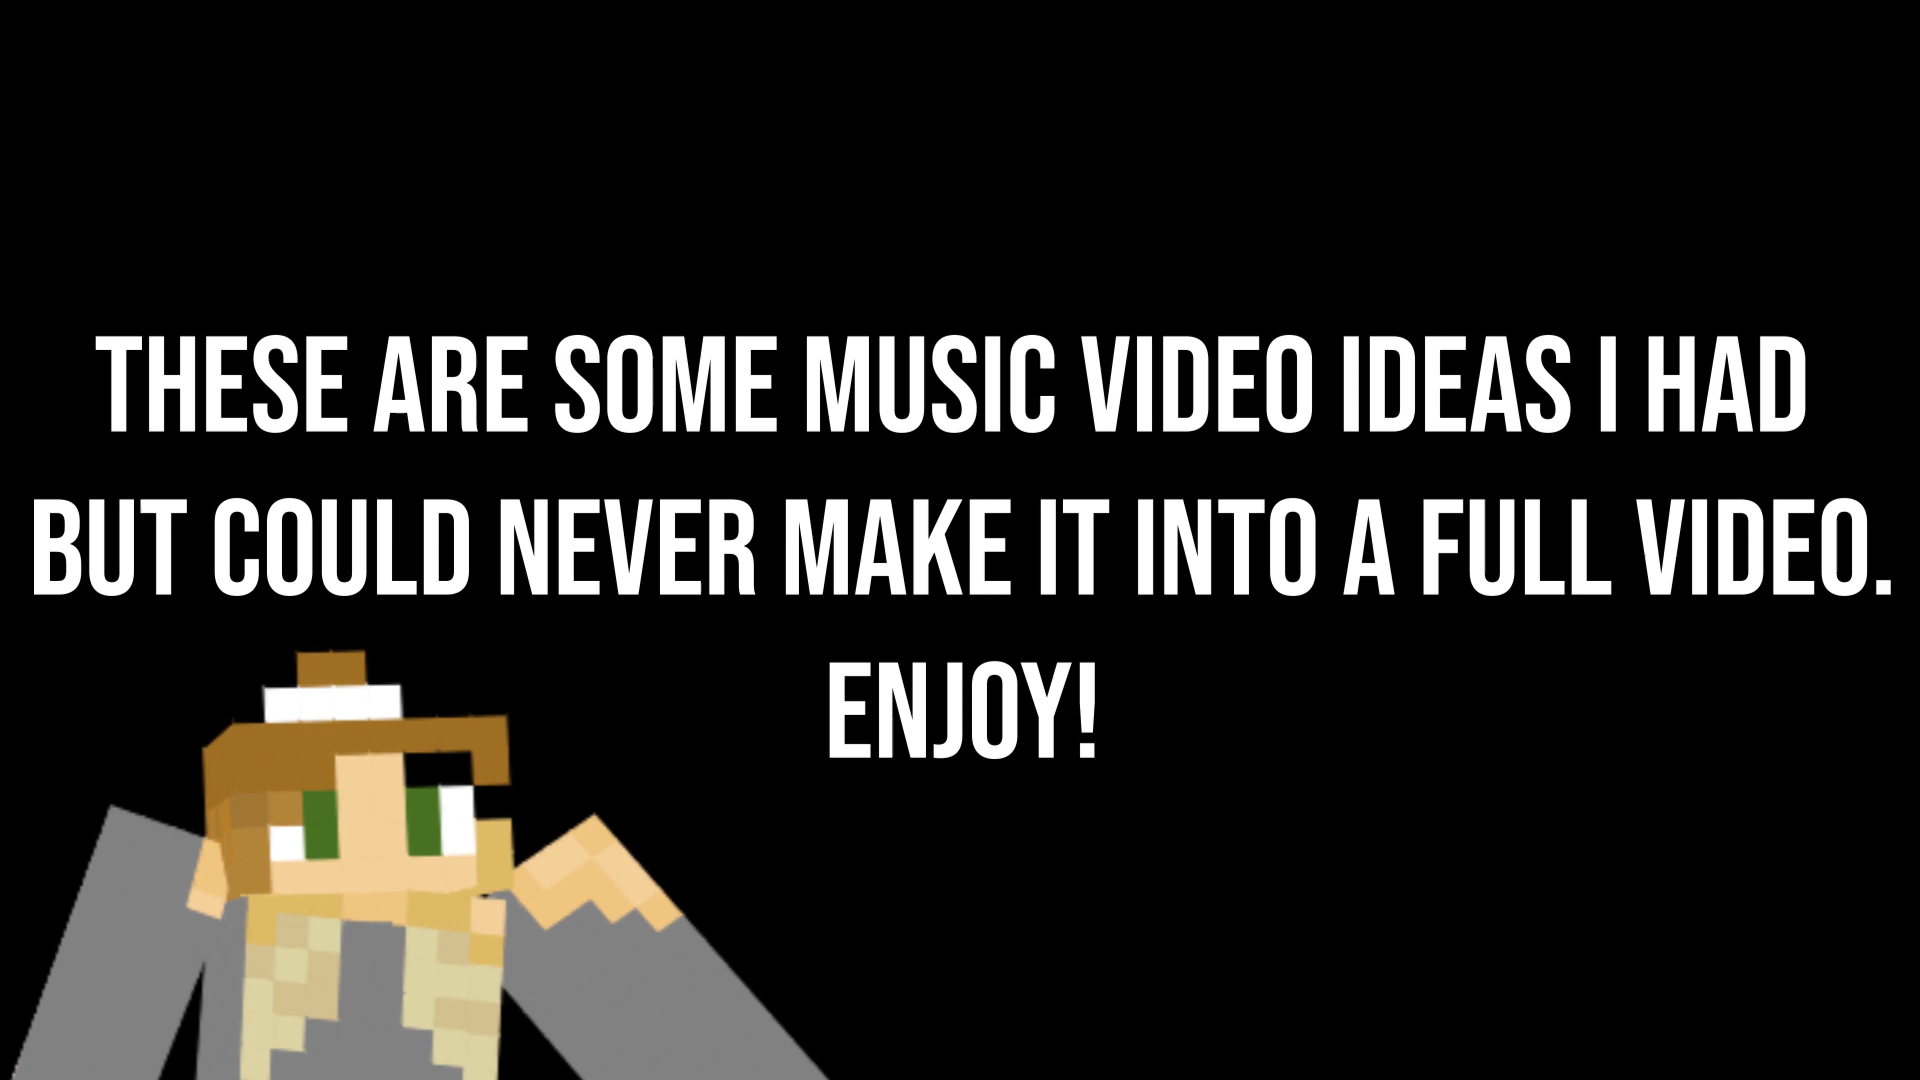 THESE ARE SOME MUSIC VIDEO IDEAS I HAD
BUT COULD NEVER MAKE IT INTO A FULL VIDEO.
ENJOY!